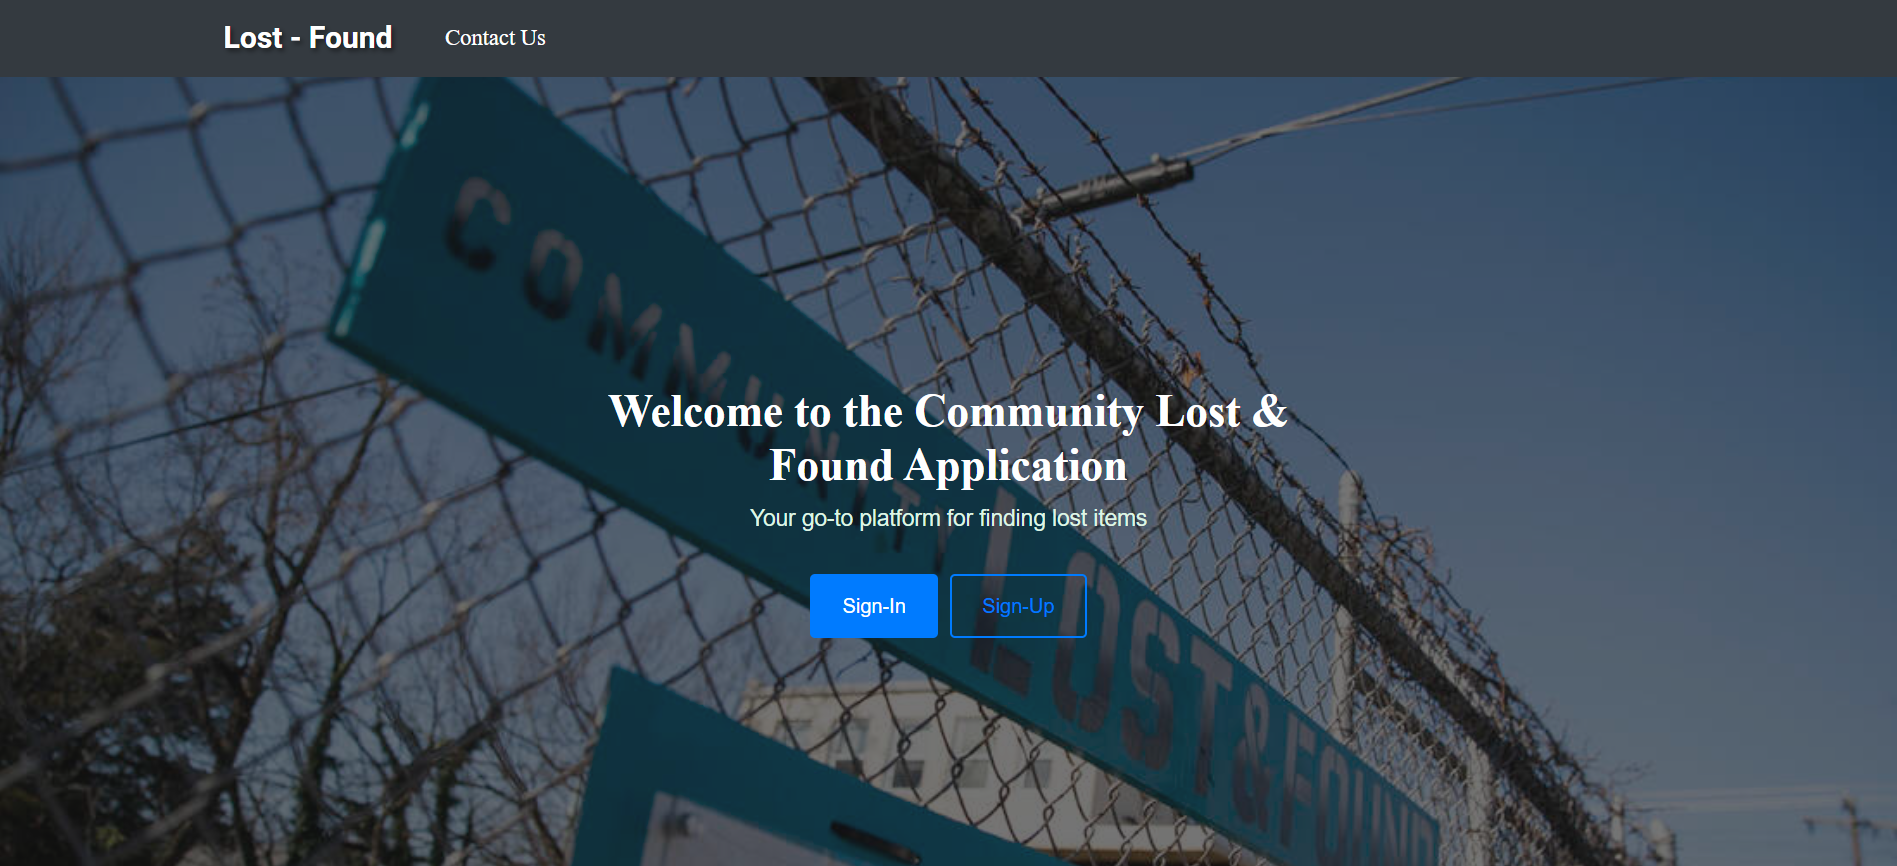 Lost - Found
Contact Us
COMMUNITY
Welcome to the Community Lost &
Found Application
Your go-to platform for finding lost items
Sign-In
Sign-Up
LOST&FOUND